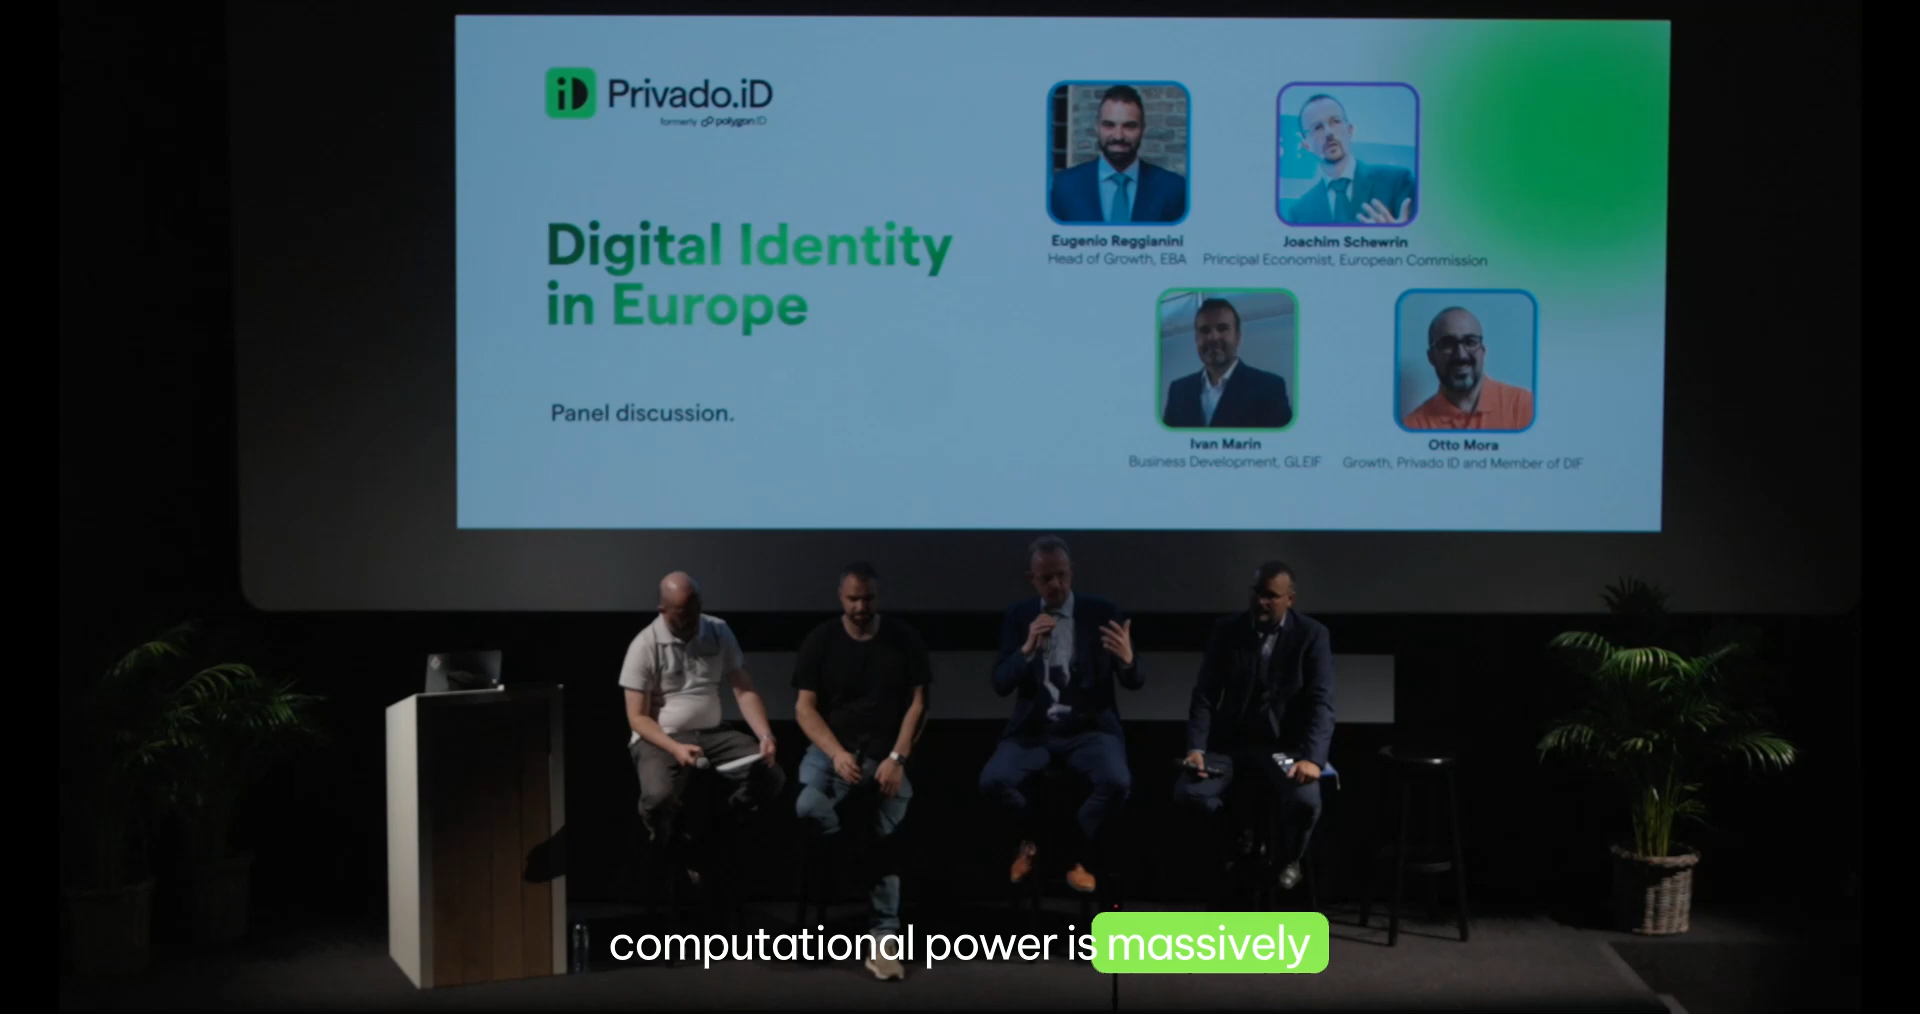 iD Privado.iD
formerly polygon ID
Digital Identity
in Europe
Panel discussion.
Eugenio Reggianini
Head of Growth, EBA
Joachim Schewrin
Principal Economist, European Commission
Ivan Marin
Business Development, GLEIF
Otto Mora
Growth, Privado ID and Member of DIF
computational power is massively